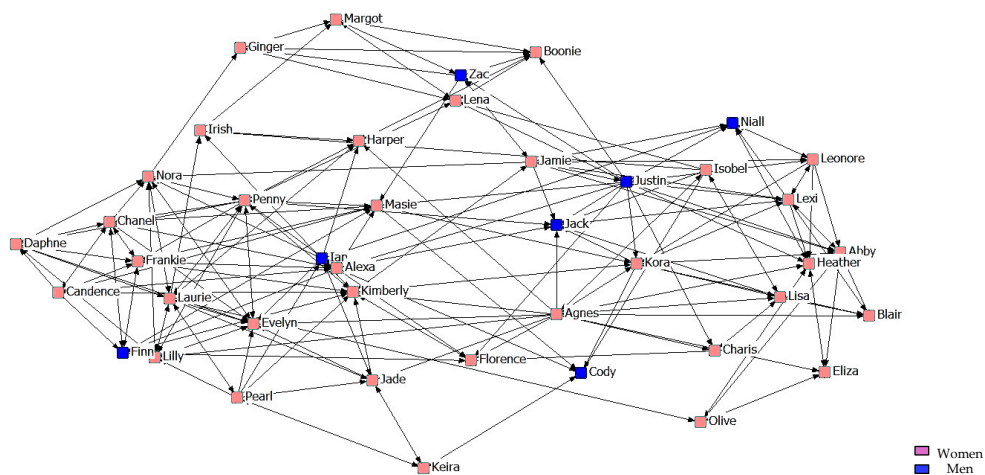 Margot
Ginger
Boonie
Zac
Lena
Niall
Irish
Harper
Jamie
Leonore
Isobel
Nora
Justin
Penny
Lexi
Masie
Chanel
Jack
Daphne
Abby
Frankie
Ian
Alexa
Kora
Heather
Candence
Laurie
Kimberly
Lisa
Agnes
Blair
Evelyn
Finn
Lilly
Charis
Florence
Cody
Eliza
Jade
Pearl
Olive
Keira
Women
Men